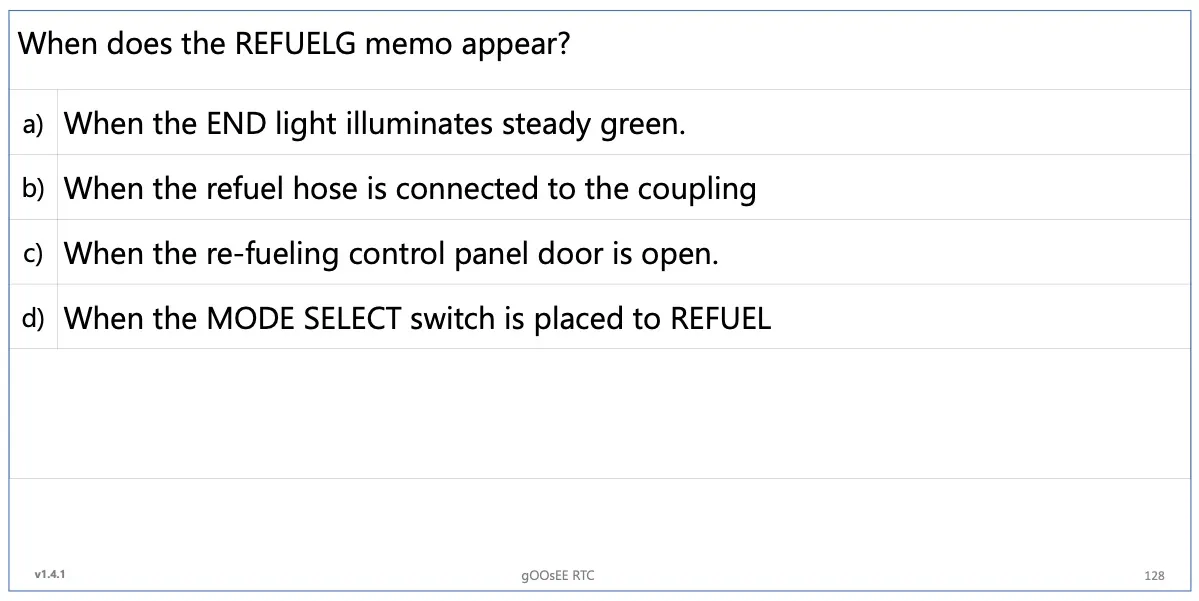 When does the REFUELG memo appear?
a) When the END light illuminates steady green.
b) When the refuel hose is connected to the coupling
c) When the re-fueling control panel door is open.
d) When the MODE SELECT switch is placed to REFUEL
v1.4.1 gOOsEE RTC 128